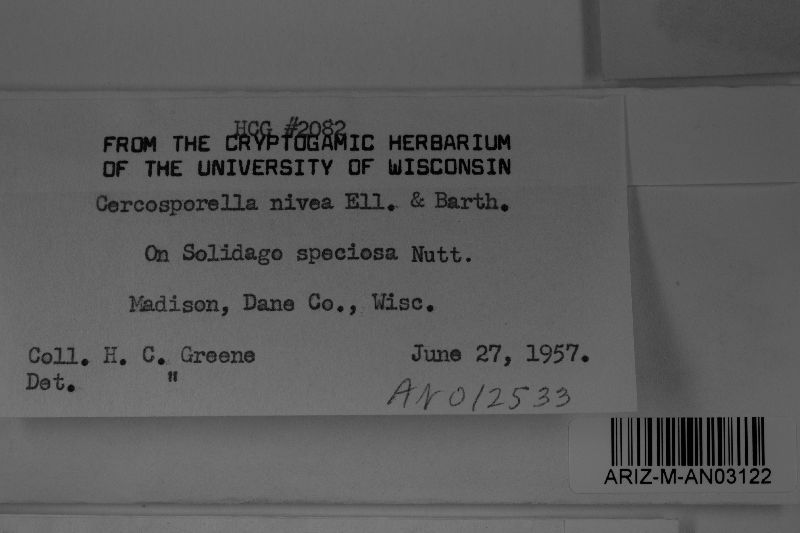 HCG #2082
FROM THE CRYPTOGAMIC HERBARIUM
OF THE UNIVERSITY OF WISCONSIN
Cercosporella nivea Ell. & Barth.
On Solidago speciosa Nutt.
Madison, Dane Co., Wisc.
Coll. H. C. Greene June 27, 1957.
Det. "
AN012533
ARIZ-M-AN03122